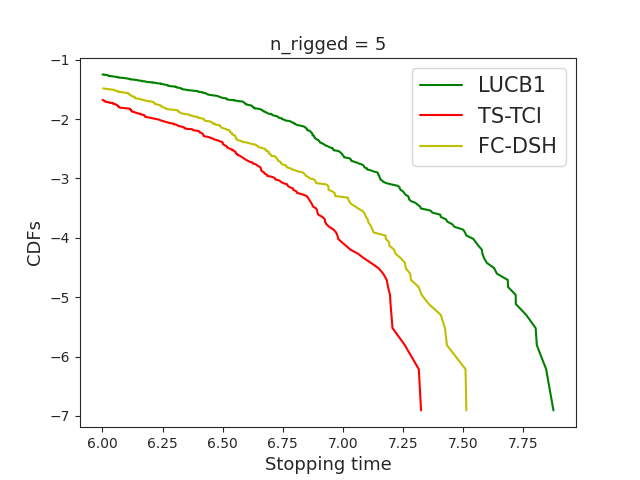 n_rigged = 5
−1
−2
−3
−4
−5
−6
−7
CDFs
LUCB1
TS-TCI
FC-DSH
6.00 6.25 6.50 6.75 7.00 7.25 7.50 7.75
Stopping time